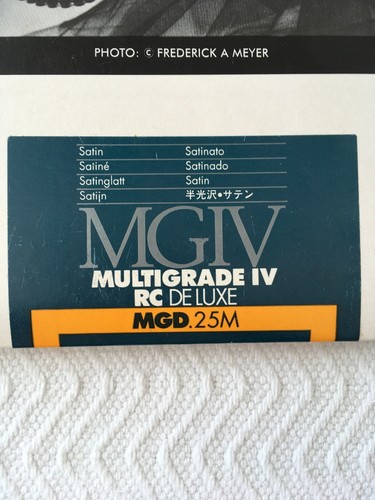 PHOTO: © FREDERICK A MEYER
Satin Satinato
Satiné Satinado
Satinglatt Satin
Satijn 半光沢•サテン
MGIV
MULTIGRADE IV
RC DE LUXE
MGD.25M